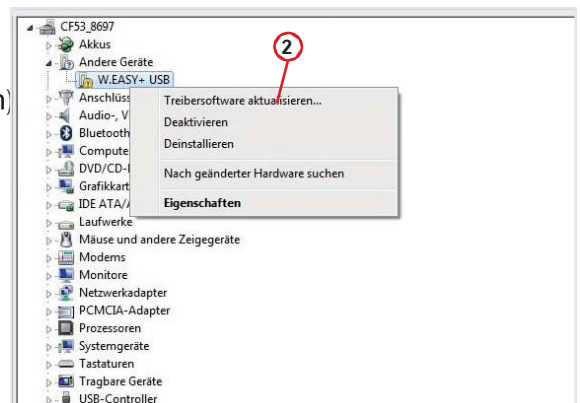 CF53_8697
Akkus
2
Andere Geräte
W.EASY+ USB
n)
Anschlüss
Treibersoftware aktualisieren...
Audio-, V
Deaktivieren
Bluetooth
Deinstallieren
Compute
DVD/CD-
Nach geänderter Hardware suchen
Grafikkart
IDE ATA/
Eigenschaften
Laufwerke
Mäuse und andere Zeigegeräte
Modems
Monitore
Netzwerkadapter
PCMCIA-Adapter
Prozessoren
Systemgeräte
Tastaturen
Tragbare Geräte
USB-Controller